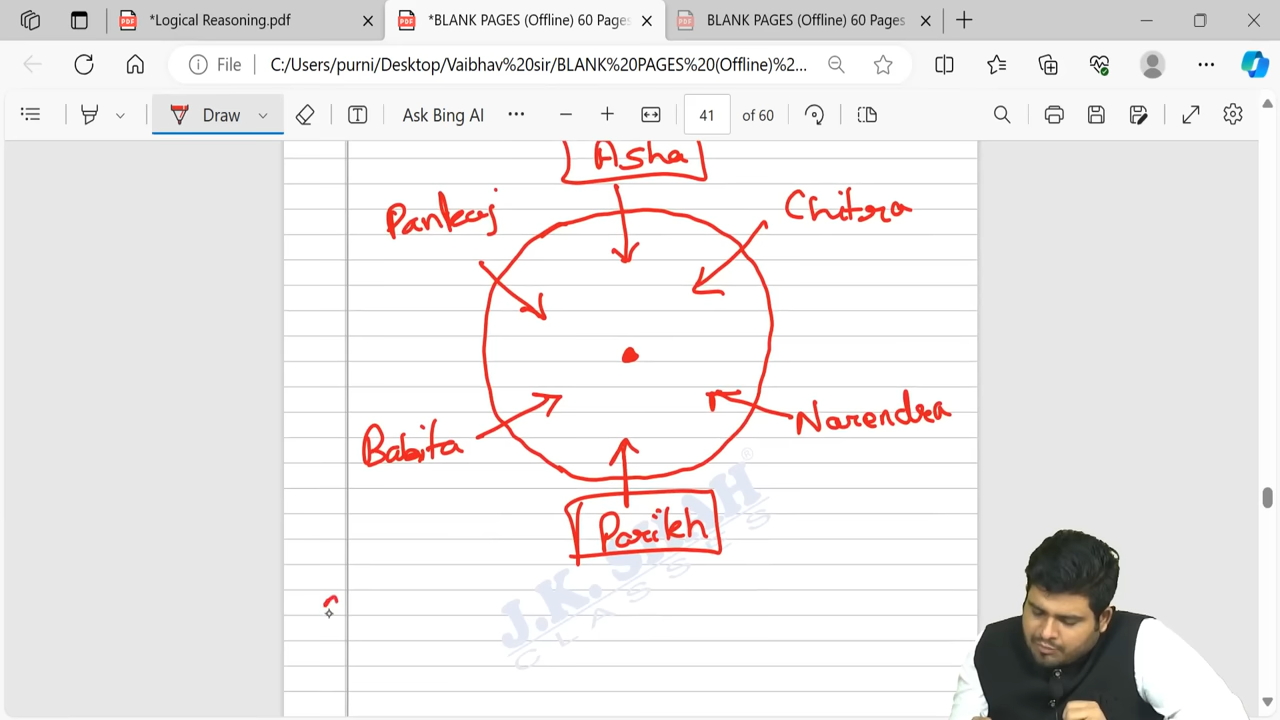 *Logical Reasoning.pdf
*BLANK PAGES (Offline) 60 Pages
BLANK PAGES (Offline) 60 Pages
File
C:/Users/purni/Desktop/Vaibhav%20sir/BLANK%20PAGES%20(Offline)%2...
Draw
Ask Bing AI
41
of 60
Asha
Pankaj
Chitra
Babita
Narendra
Parikh
J.K. SHAH®
CLASSES